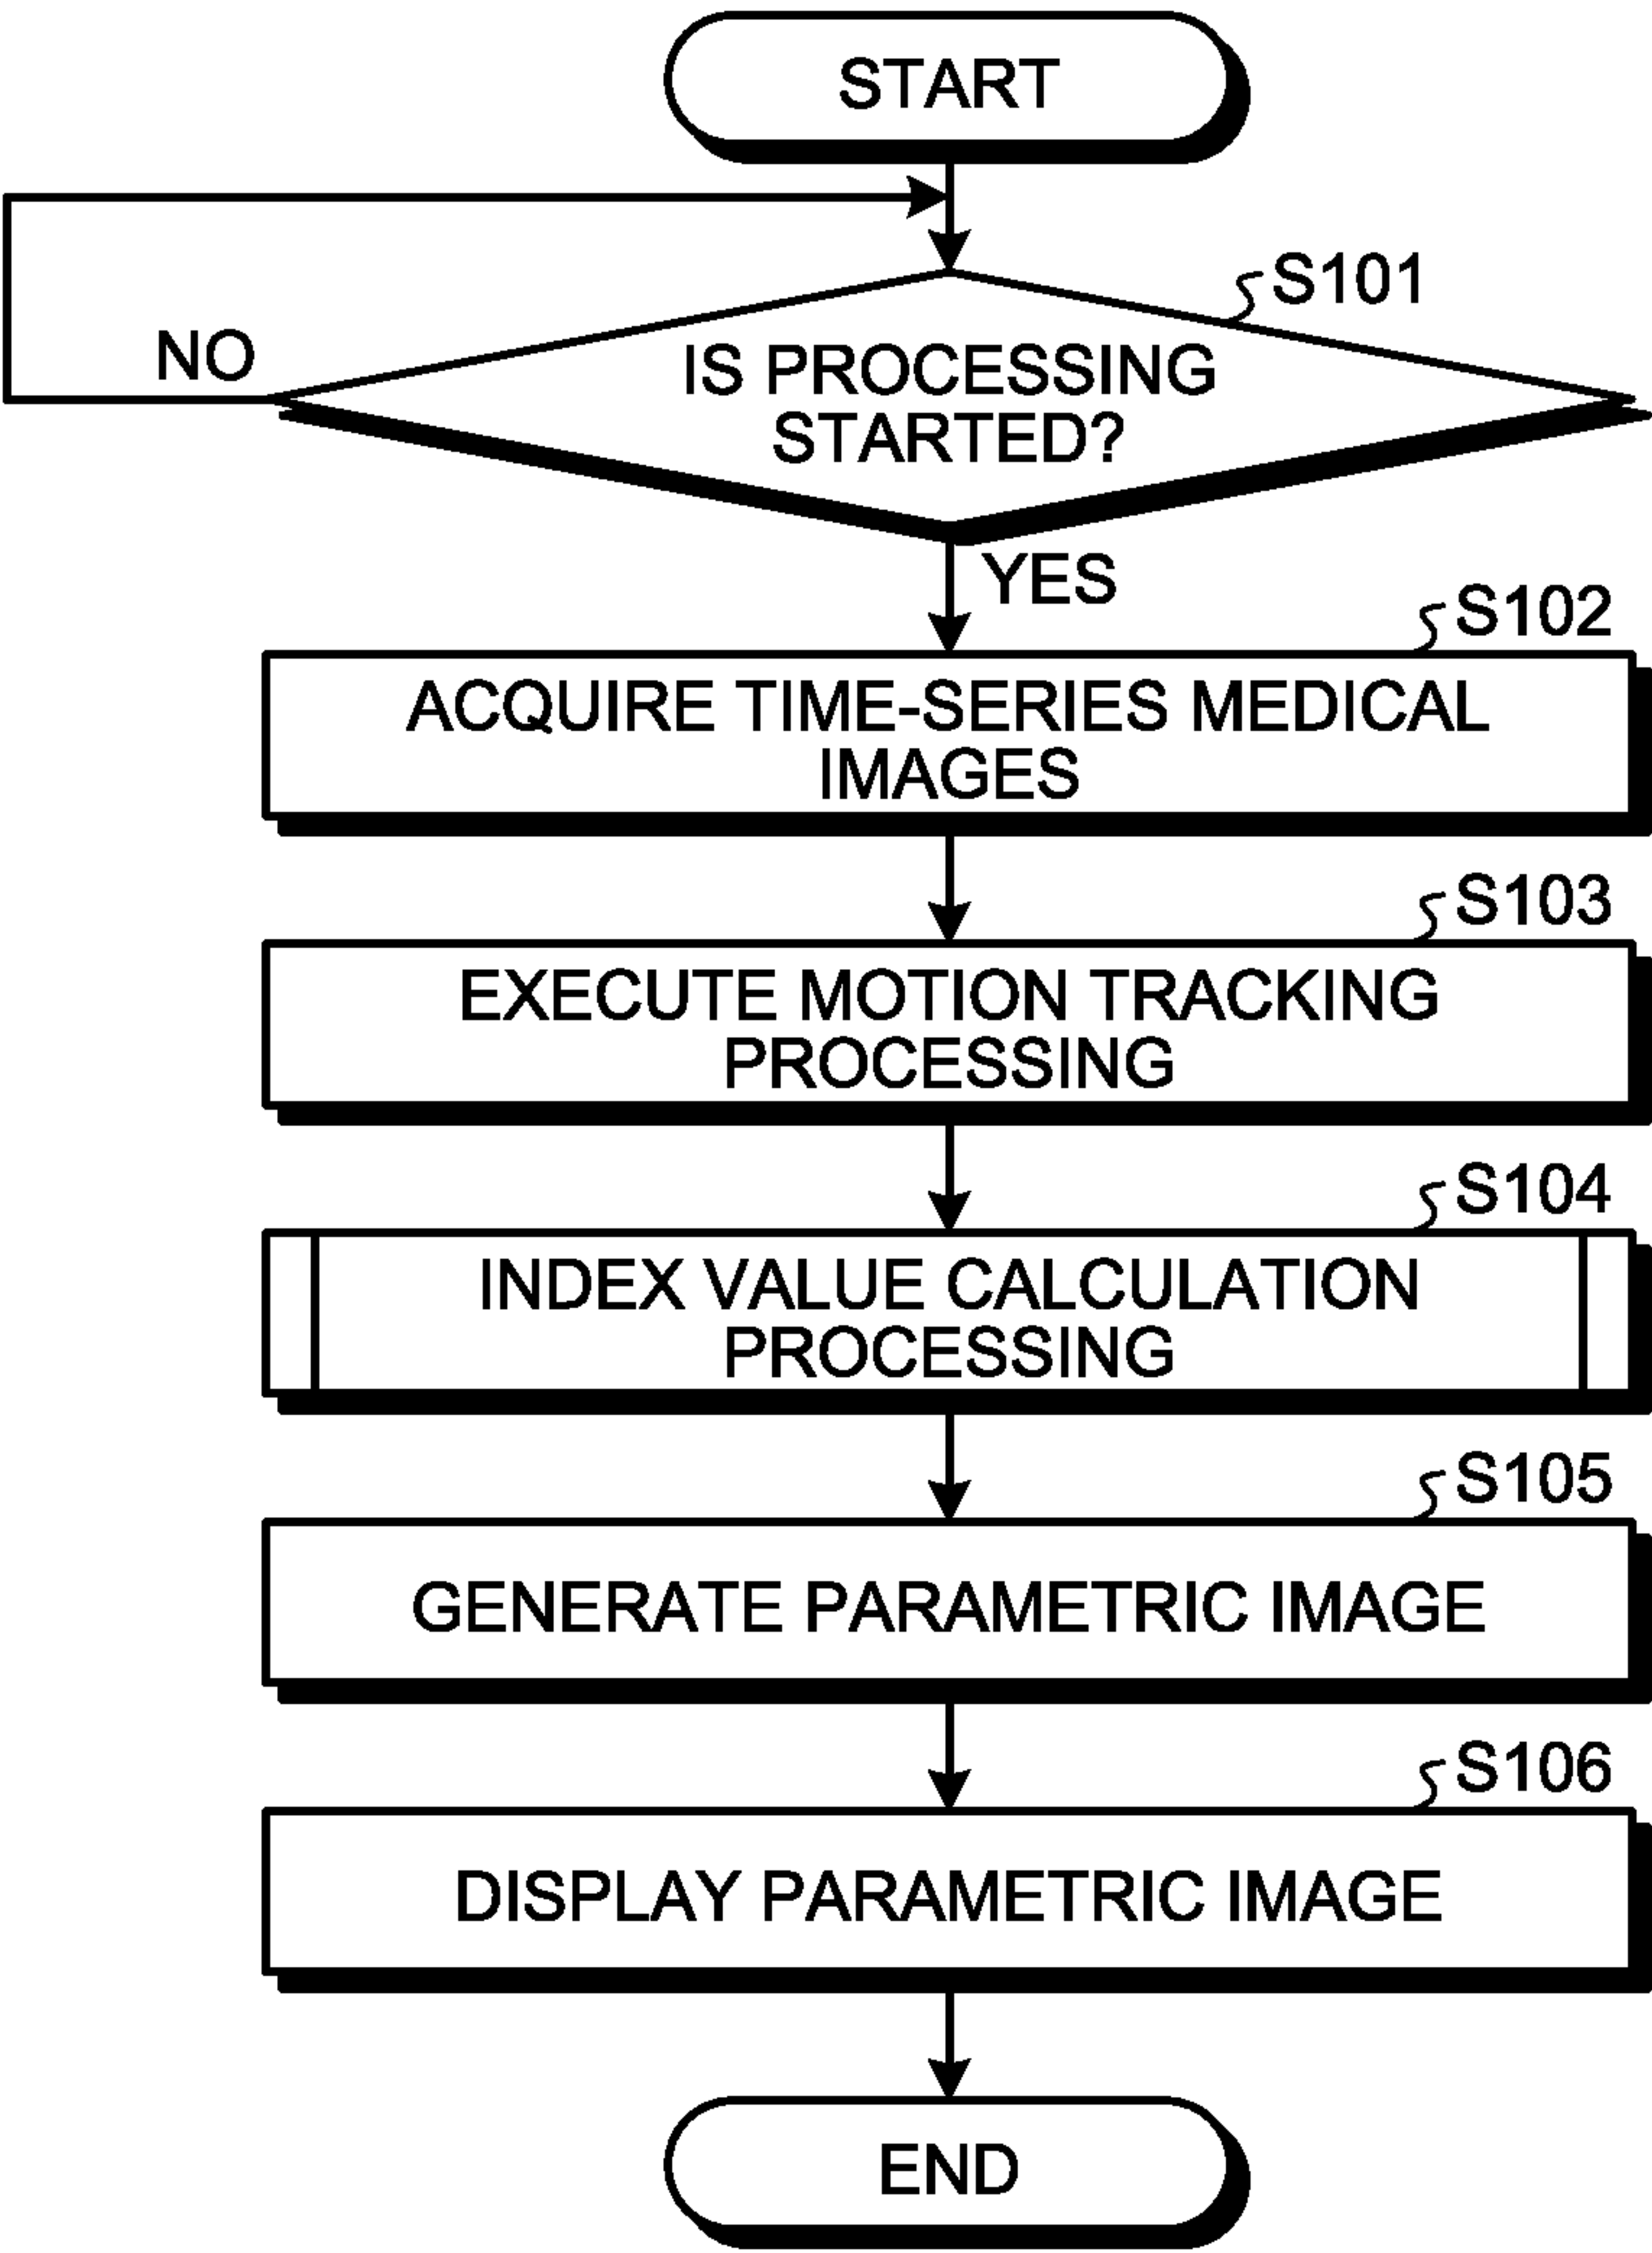 START
S101
NO
IS PROCESSING
STARTED?
YES
S102
ACQUIRE TIME-SERIES MEDICAL
IMAGES
S103
EXECUTE MOTION TRACKING
PROCESSING
S104
INDEX VALUE CALCULATION
PROCESSING
S105
GENERATE PARAMETRIC IMAGE
S106
DISPLAY PARAMETRIC IMAGE
END